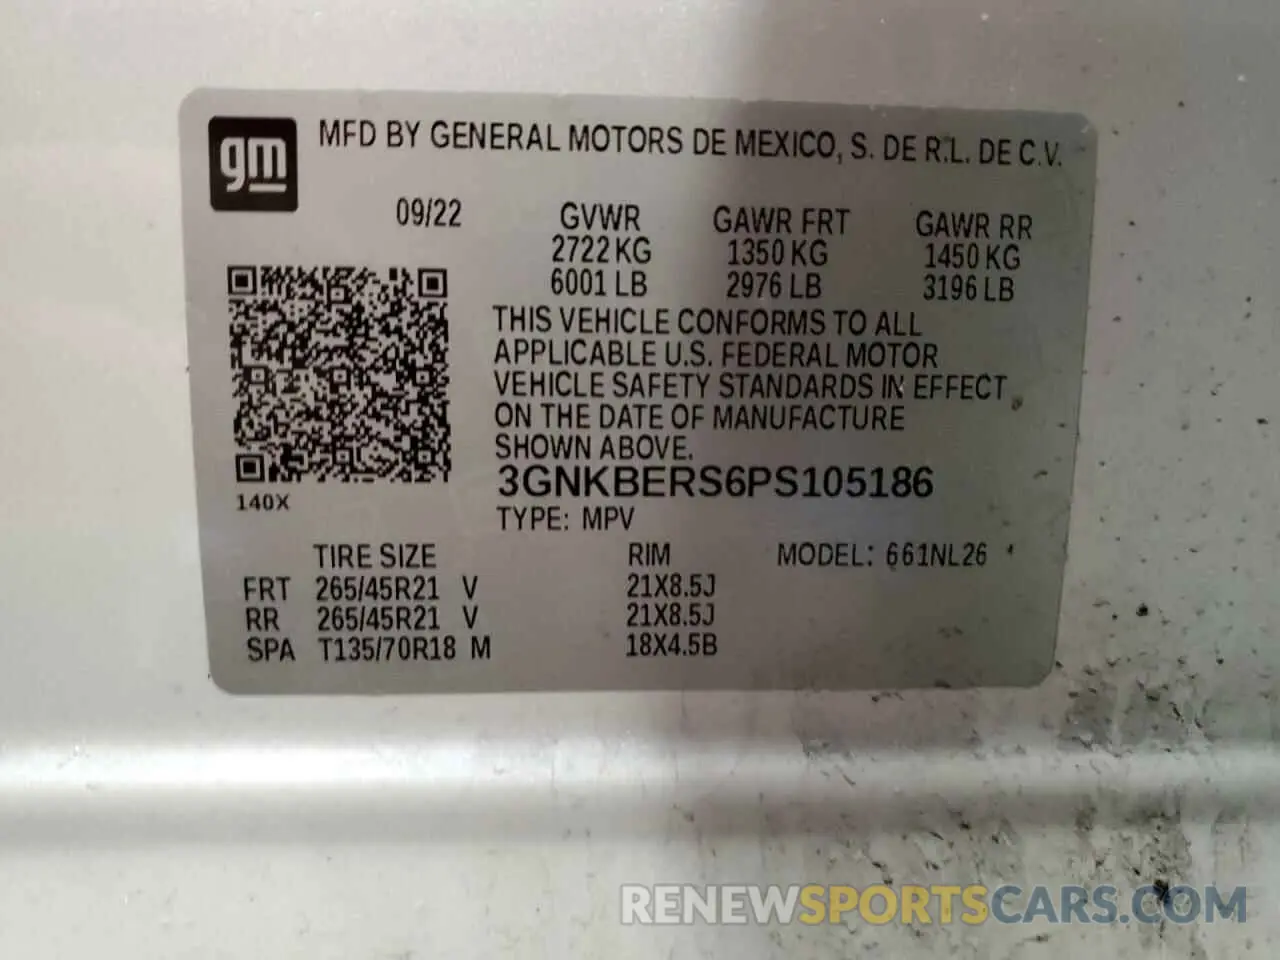 gm
MFD BY GENERAL MOTORS DE MEXICO, S. DE R.L. DE C.V.
09/22 GVWR GAWR FRT GAWR RR
2722 KG 1350 KG 1450 KG
6001 LB 2976 LB 3196 LB
THIS VEHICLE CONFORMS TO ALL
APPLICABLE U.S. FEDERAL MOTOR
VEHICLE SAFETY STANDARDS IN EFFECT
ON THE DATE OF MANUFACTURE
SHOWN ABOVE.
3GNKBERS6PS105186
140X
TYPE: MPV
TIRE SIZE RIM MODEL: 661NL26
FRT 265/45R21 V 21X8.5J
RR 265/45R21 V 21X8.5J
SPA T135/70R18 M 18X4.5B
RENEWSPORTSCARS.COM